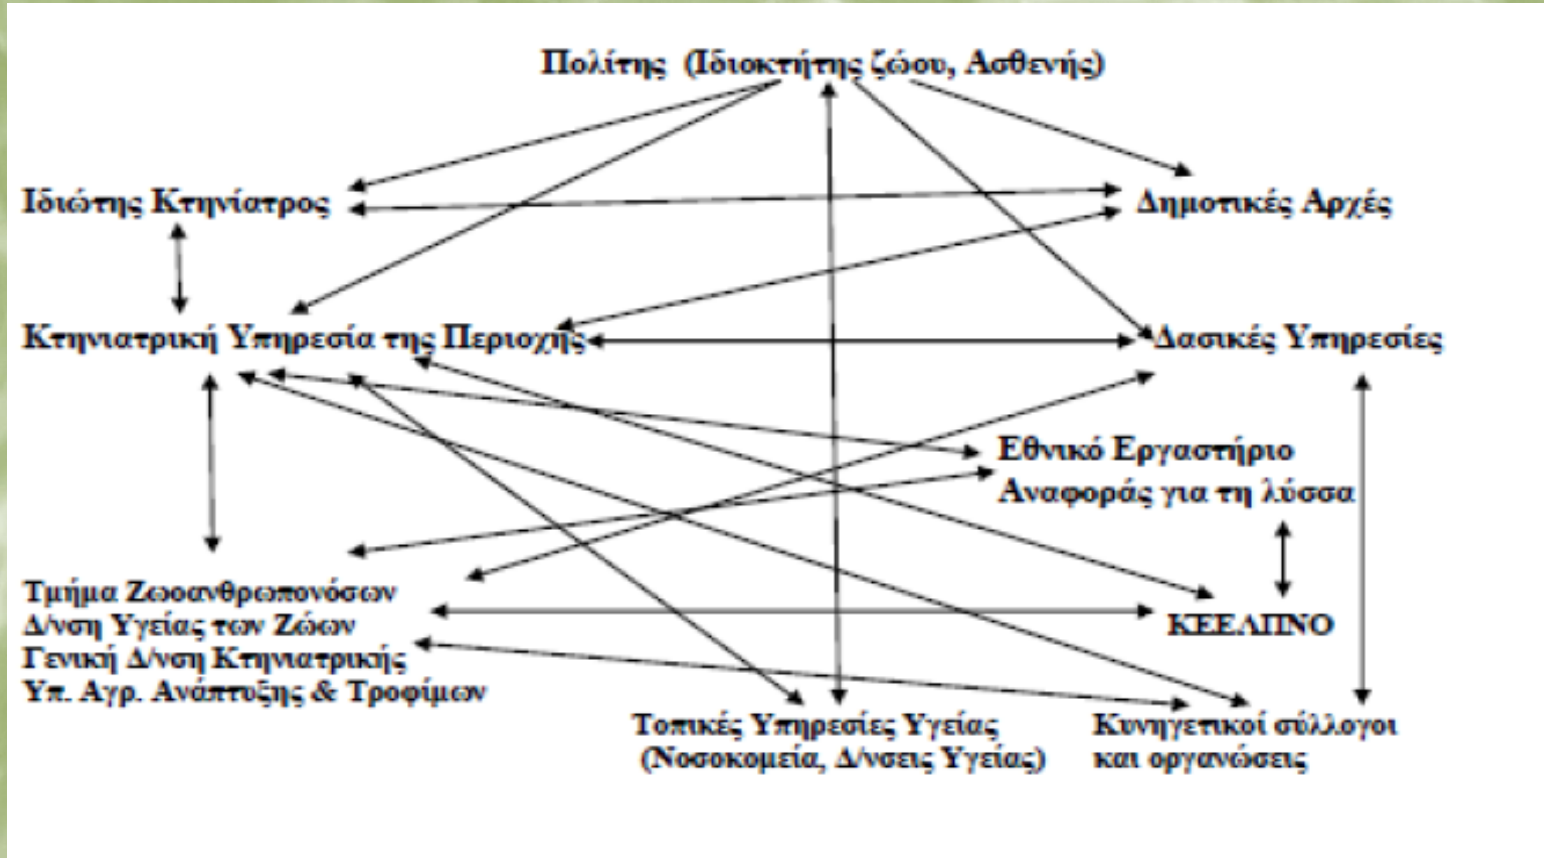 Πολίτης (Ιδιοκτήτης ζώου, Ασθενής)
Ιδιώτης Κτηνίατρος
Δημοτικές Αρχές
Κτηνιατρική Υπηρεσία της Περιοχής
Δασικές Υπηρεσίες
Εθνικό Εργαστήριο
Αναφοράς για τη λύσσα
Τμήμα Ζωοανθρωπονόσων
Δ/νση Υγείας των Ζώων
Γενική Δ/νση Κτηνιατρικής
Υπ. Αγρ. Ανάπτυξης & Τροφίμων
ΚΕΕΛΠΝΟ
Τοπικές Υπηρεσίες Υγείας
(Νοσοκομεία, Δ/νσεις Υγείας)
Κυνηγετικοί σύλλογοι
και οργανώσεις